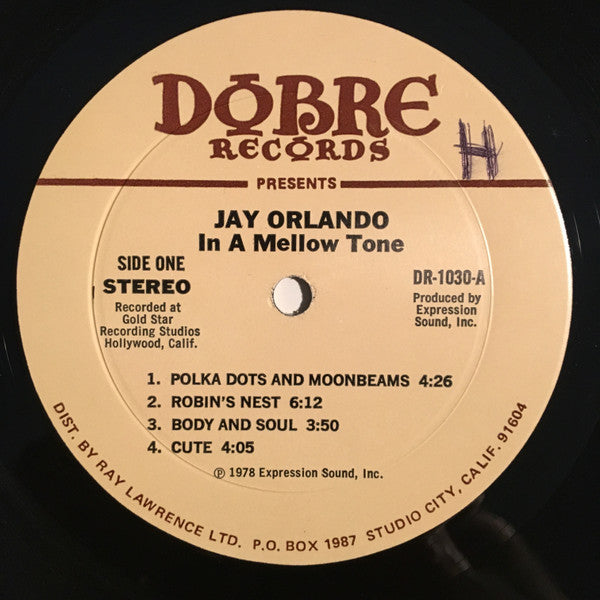 DOBRE
RECORDS
H
PRESENTS
JAY ORLANDO
In A Mellow Tone
SIDE ONE
STEREO
Recorded at
Gold Star
Recording Studios
Hollywood, Calif.
DR-1030-A
Produced by
Expression
Sound, Inc.
1. POLKA DOTS AND MOONBEAMS 4:26
2. ROBIN'S NEST 6:12
3. BODY AND SOUL 3:50
4. CUTE 4:05
℗ 1978 Expression Sound, Inc.
DIST. BY RAY LAWRENCE LTD. P.O. BOX 1987 STUDIO CITY, CALIF. 91604